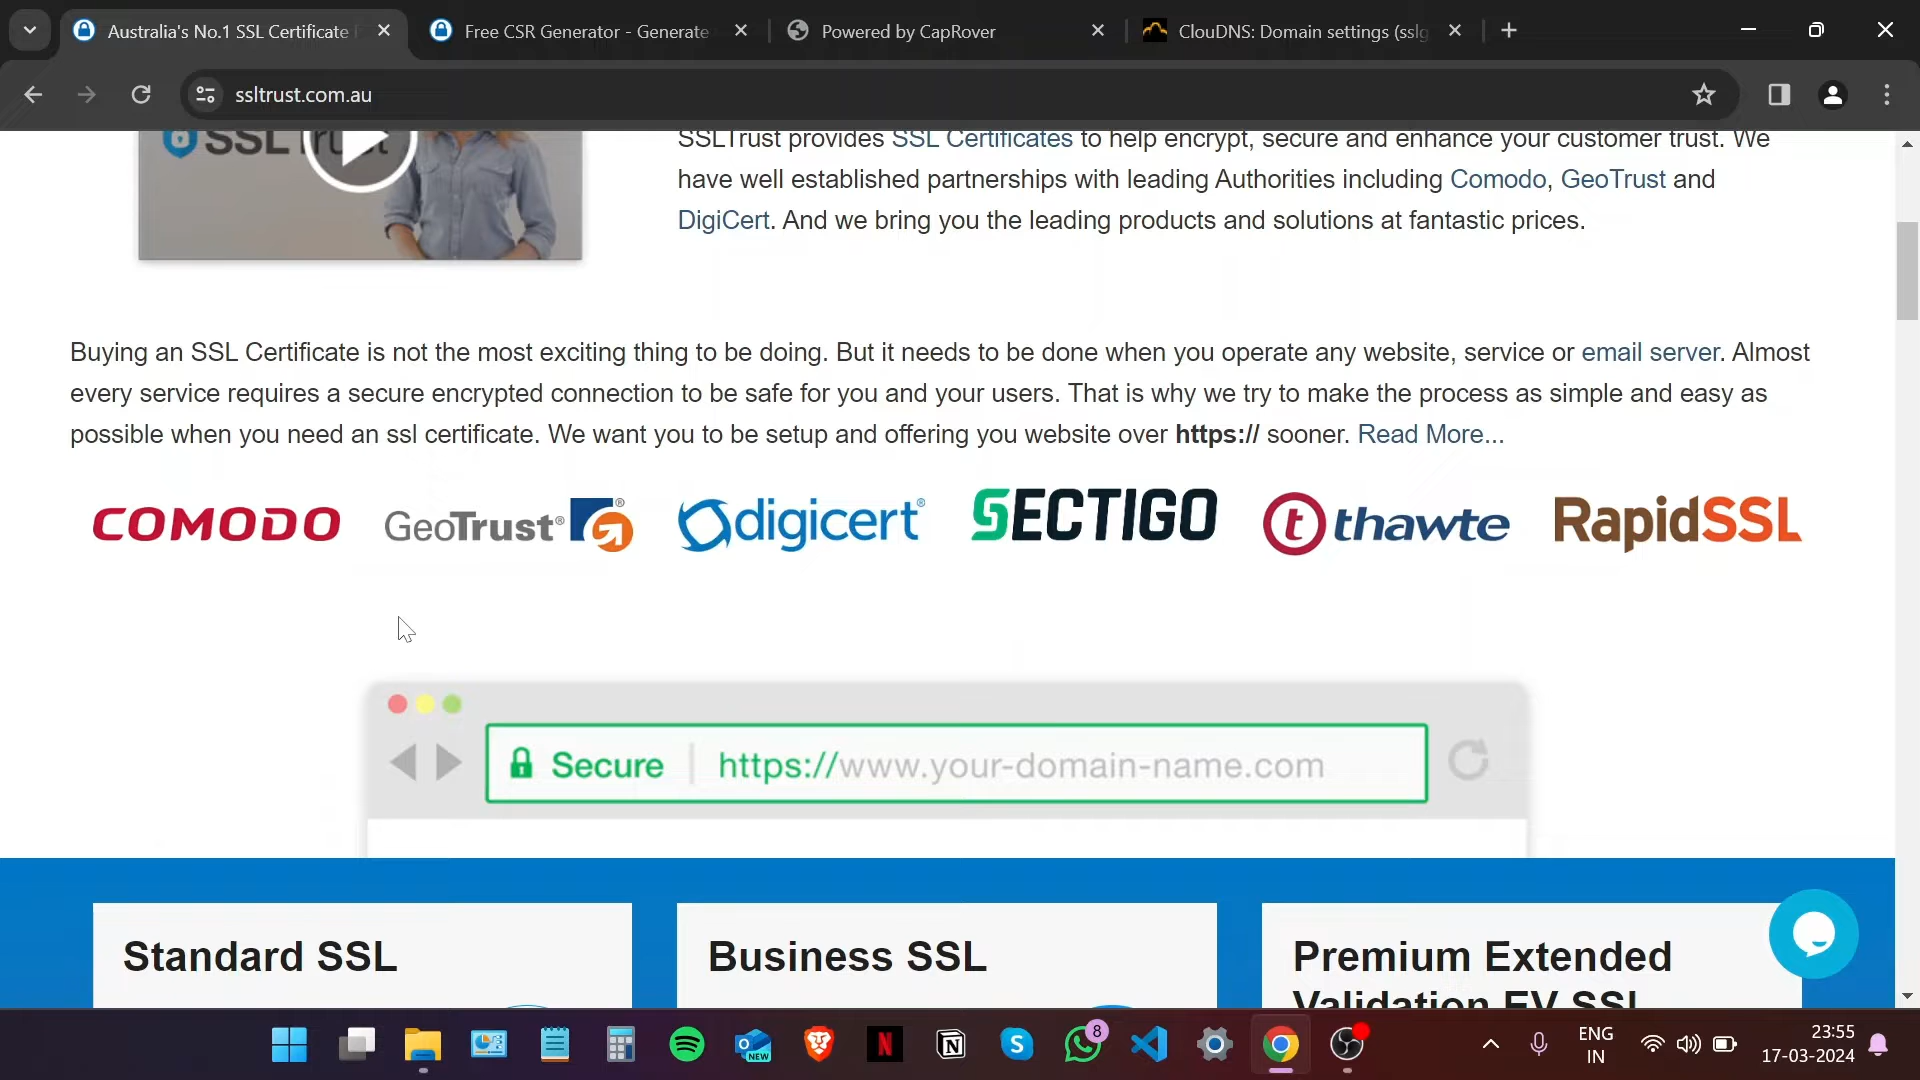 Australia's No.1 SSL Certificate
Free CSR Generator - Generate
Powered by CapRover
ClouDNS: Domain settings (sslg
ssltrust.com.au
SSLTrust
SSLTrust provides SSL Certificates to help encrypt, secure and enhance your customer trust. We
have well established partnerships with leading Authorities including Comodo, GeoTrust and
DigiCert. And we bring you the leading products and solutions at fantastic prices.
Buying an SSL Certificate is not the most exciting thing to be doing. But it needs to be done when you operate any website, service or email server. Almost
every service requires a secure encrypted connection to be safe for you and your users. That is why we try to make the process as simple and easy as
possible when you need an ssl certificate. We want you to be setup and offering you website over https:// sooner. Read More...
COMODO GeoTrust® digicert® SECTIGO thawte RapidSSL
Secure https://www.your-domain-name.com
Standard SSL
Business SSL
Premium Extended
Validation EV SSL
NEW
8
ENG
IN
23:55
17-03-2024